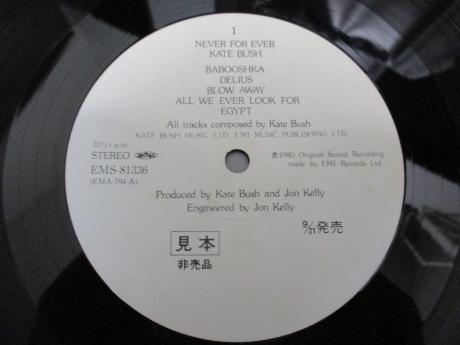 1
NEVER FOR EVER
KATE BUSH
BABOOSHKA
DELIUS
BLOW AWAY
ALL WE EVER LOOK FOR
EGYPT
All tracks composed by Kate Bush
KATE BUSH MUSIC LTD. EMI MUSIC PUBLISHING LTD
33⅓ r.p.m.
STEREO
EMS-81336
(EMA-794-A)
℗1980 Original Sound Recording
made by EMI Records Ltd.
Produced by Kate Bush and Jon Kelly
Engineered by Jon Kelly
見本
非売品
9/21発売